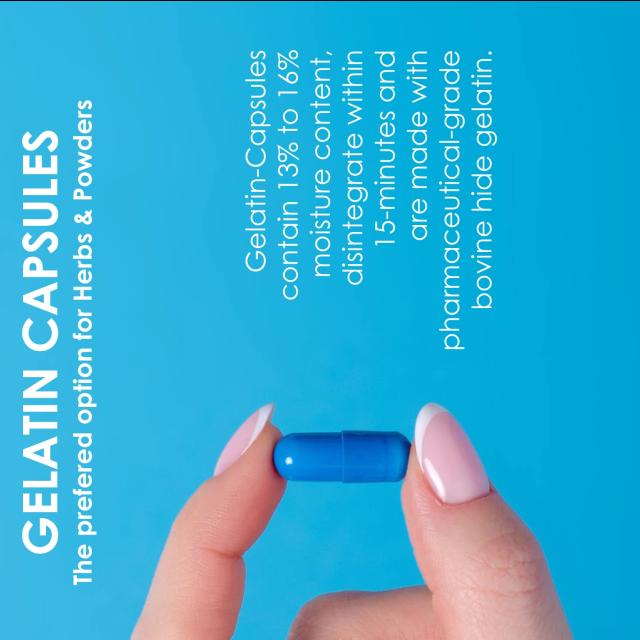 GELATIN CAPSULES
The prefered option for Herbs & Powders
Gelatin-Capsules
contain 13% to 16%
moisture content,
disintegrate within
15-minutes and
are made with
pharmaceutical-grade
bovine hide gelatin.